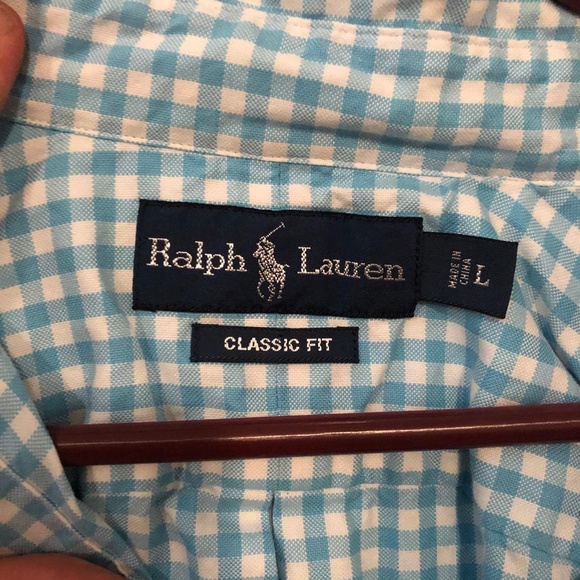 Ralph Lauren
MADE IN
CHINA
L
CLASSIC FIT